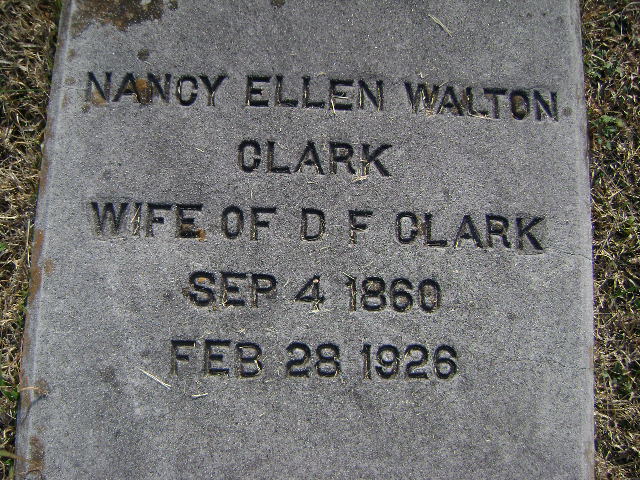 NANCY ELLEN WALTON
CLARK
WIFE OF D F CLARK
SEP 4 1860
FEB 28 1926